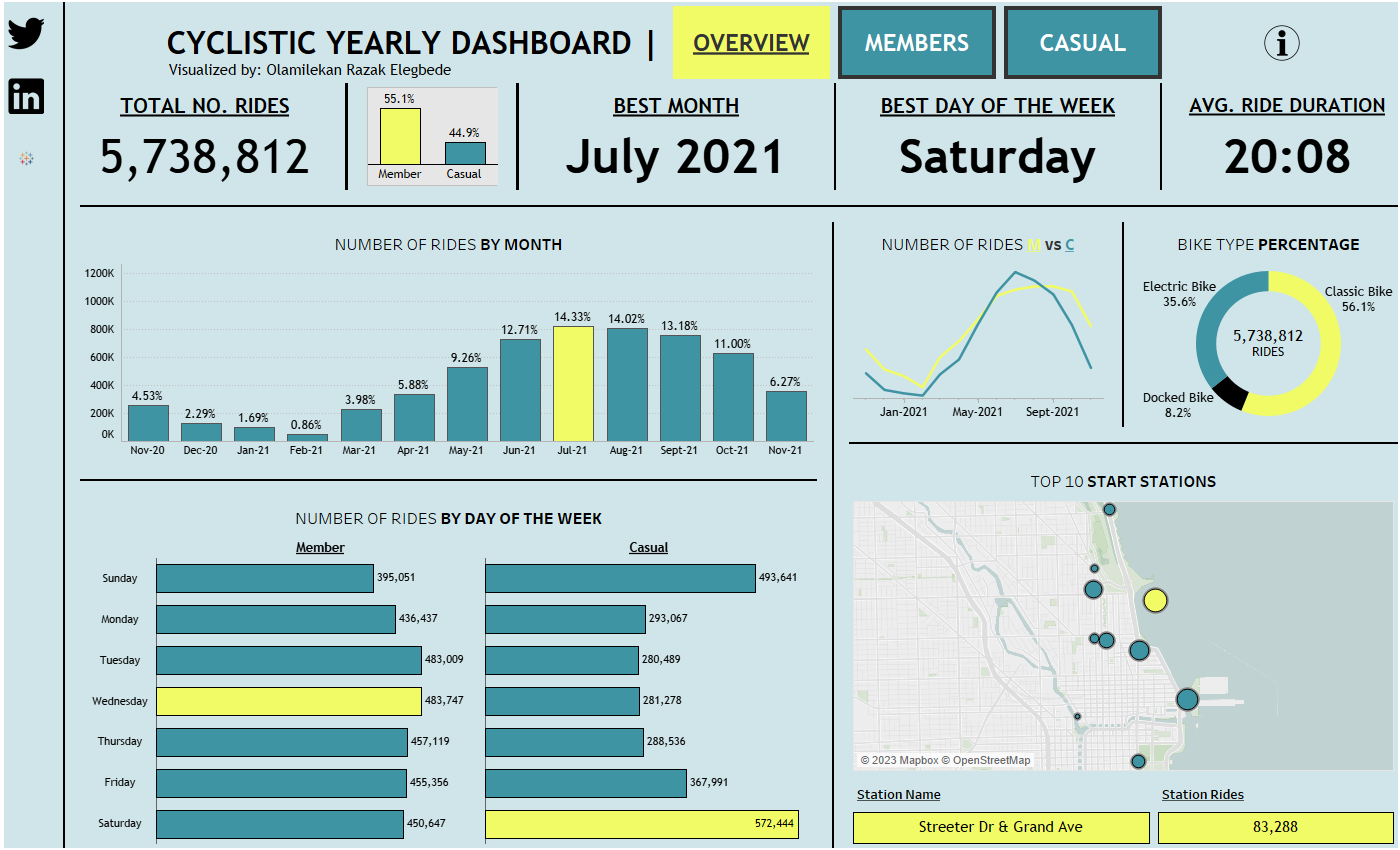 CYCLISTIC YEARLY DASHBOARD |
Visualized by: Olamilekan Razak Elegbede
OVERVIEW
MEMBERS
CASUAL
i
in
TOTAL NO. RIDES
5,738,812
55.1%
44.9%
Member Casual
BEST MONTH
July 2021
BEST DAY OF THE WEEK
Saturday
AVG. RIDE DURATION
20:08
NUMBER OF RIDES BY MONTH
1200K
1000K
800K
600K
400K
200K
0K
4.53%
2.29%
1.69%
0.86%
3.98%
5.88%
9.26%
12.71%
14.33%
14.02%
13.18%
11.00%
6.27%
Nov-20 Dec-20 Jan-21 Feb-21 Mar-21 Apr-21 May-21 Jun-21 Jul-21 Aug-21 Sept-21 Oct-21 Nov-21
NUMBER OF RIDES M vs C
Jan-2021 May-2021 Sept-2021
BIKE TYPE PERCENTAGE
Electric Bike
35.6%
Classic Bike
56.1%
5,738,812
RIDES
Docked Bike
8.2%
NUMBER OF RIDES BY DAY OF THE WEEK
Member Casual
Sunday 395,051 493,641
Monday 436,437 293,067
Tuesday 483,009 280,489
Wednesday 483,747 281,278
Thursday 457,119 288,536
Friday 455,356 367,991
Saturday 450,647 572,444
TOP 10 START STATIONS
© 2023 Mapbox © OpenStreetMap
Station Name Station Rides
Streeter Dr & Grand Ave 83,288